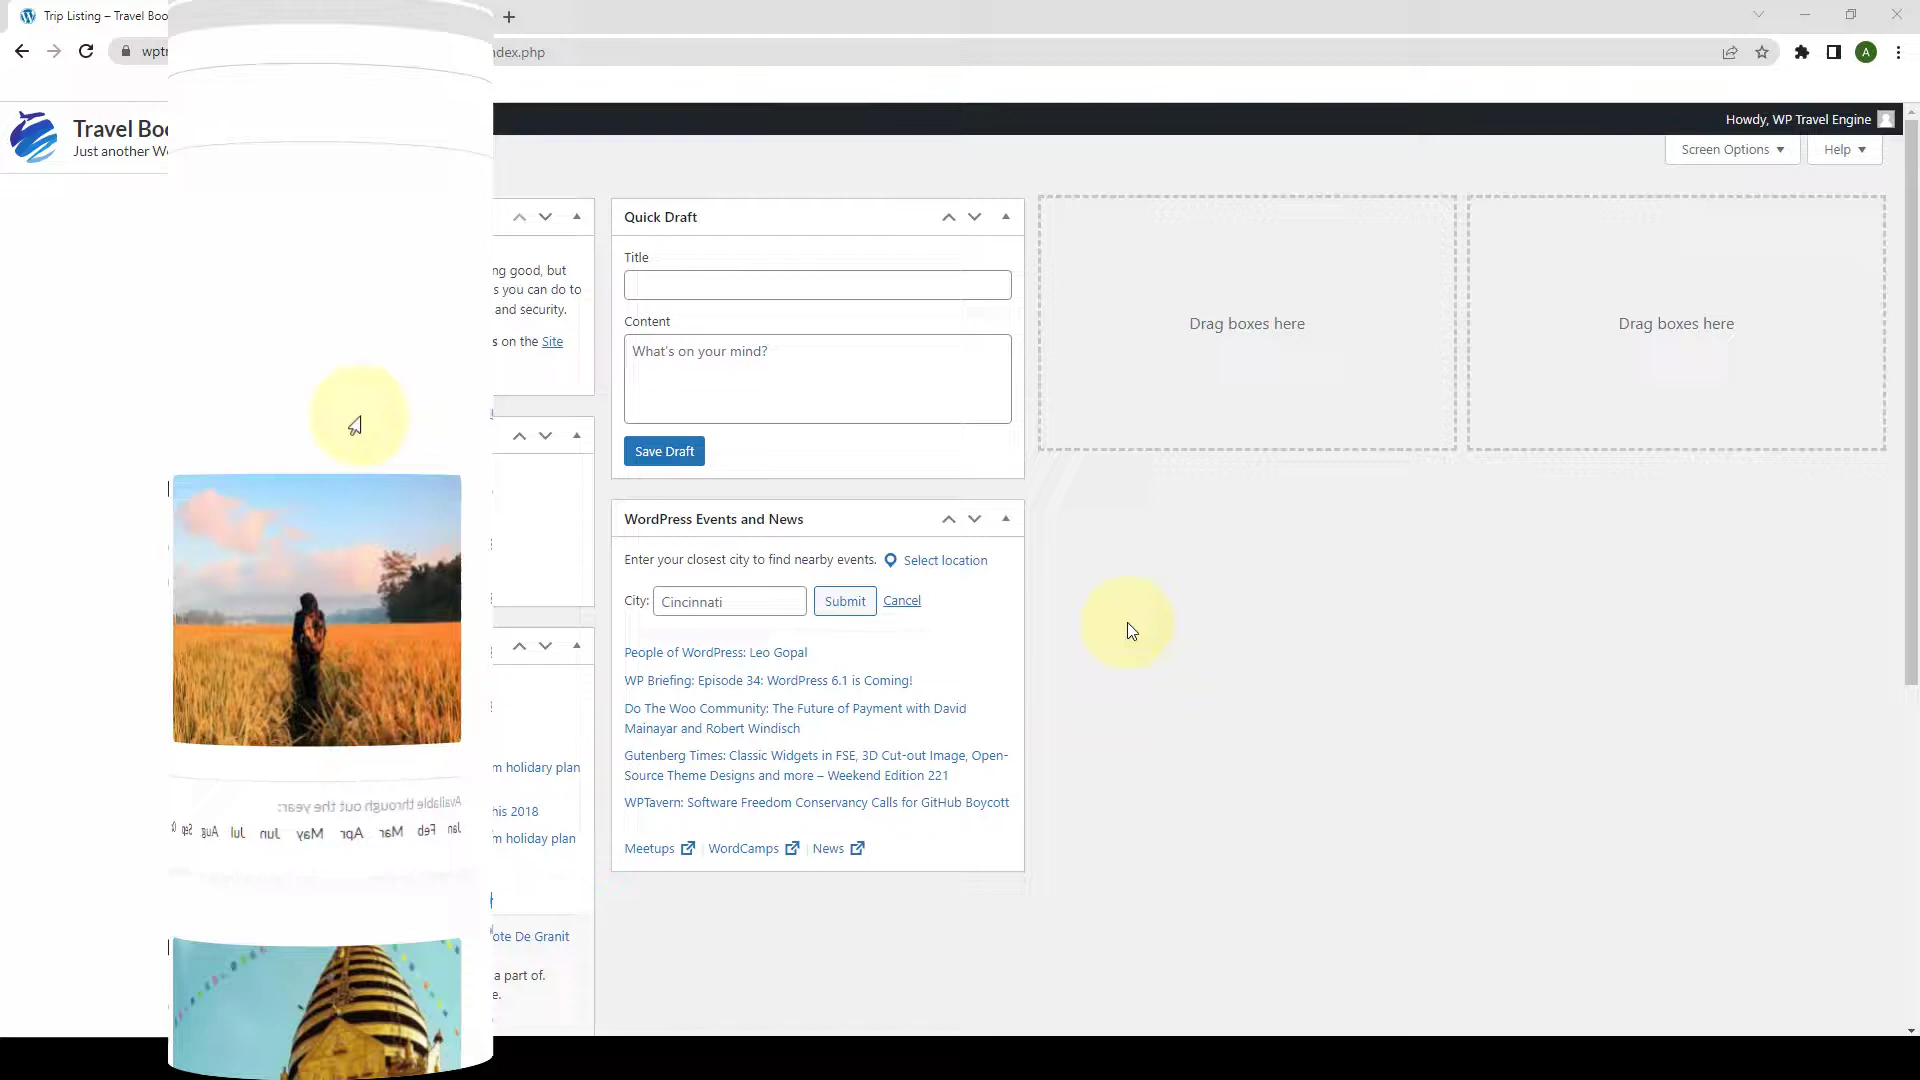 Trip Listing – Travel Boo
wptr
ndex.php
A
Travel Boo
Just another W
Howdy, WP Travel Engine
Screen Options
Help
ng good, but
s you can do to
and security.
s on the Site
Quick Draft
Title
Content
What's on your mind?
Save Draft
Drag boxes here
Drag boxes here
WordPress Events and News
Enter your closest city to find nearby events. Select location
City: Cincinnati Submit Cancel
People of WordPress: Leo Gopal
WP Briefing: Episode 34: WordPress 6.1 is Coming!
Do The Woo Community: The Future of Payment with David
Mainayar and Robert Windisch
Gutenberg Times: Classic Widgets in FSE, 3D Cut-out Image, Open-
Source Theme Designs and more – Weekend Edition 221
WPTavern: Software Freedom Conservancy Calls for GitHub Boycott
Meetups | WordCamps | News
m holidary plan
his 2018
m holiday plan
ote De Granit
a part of.
e.
Available through out the year:
Jan Feb Mar Apr May Jun Jul Aug Sep